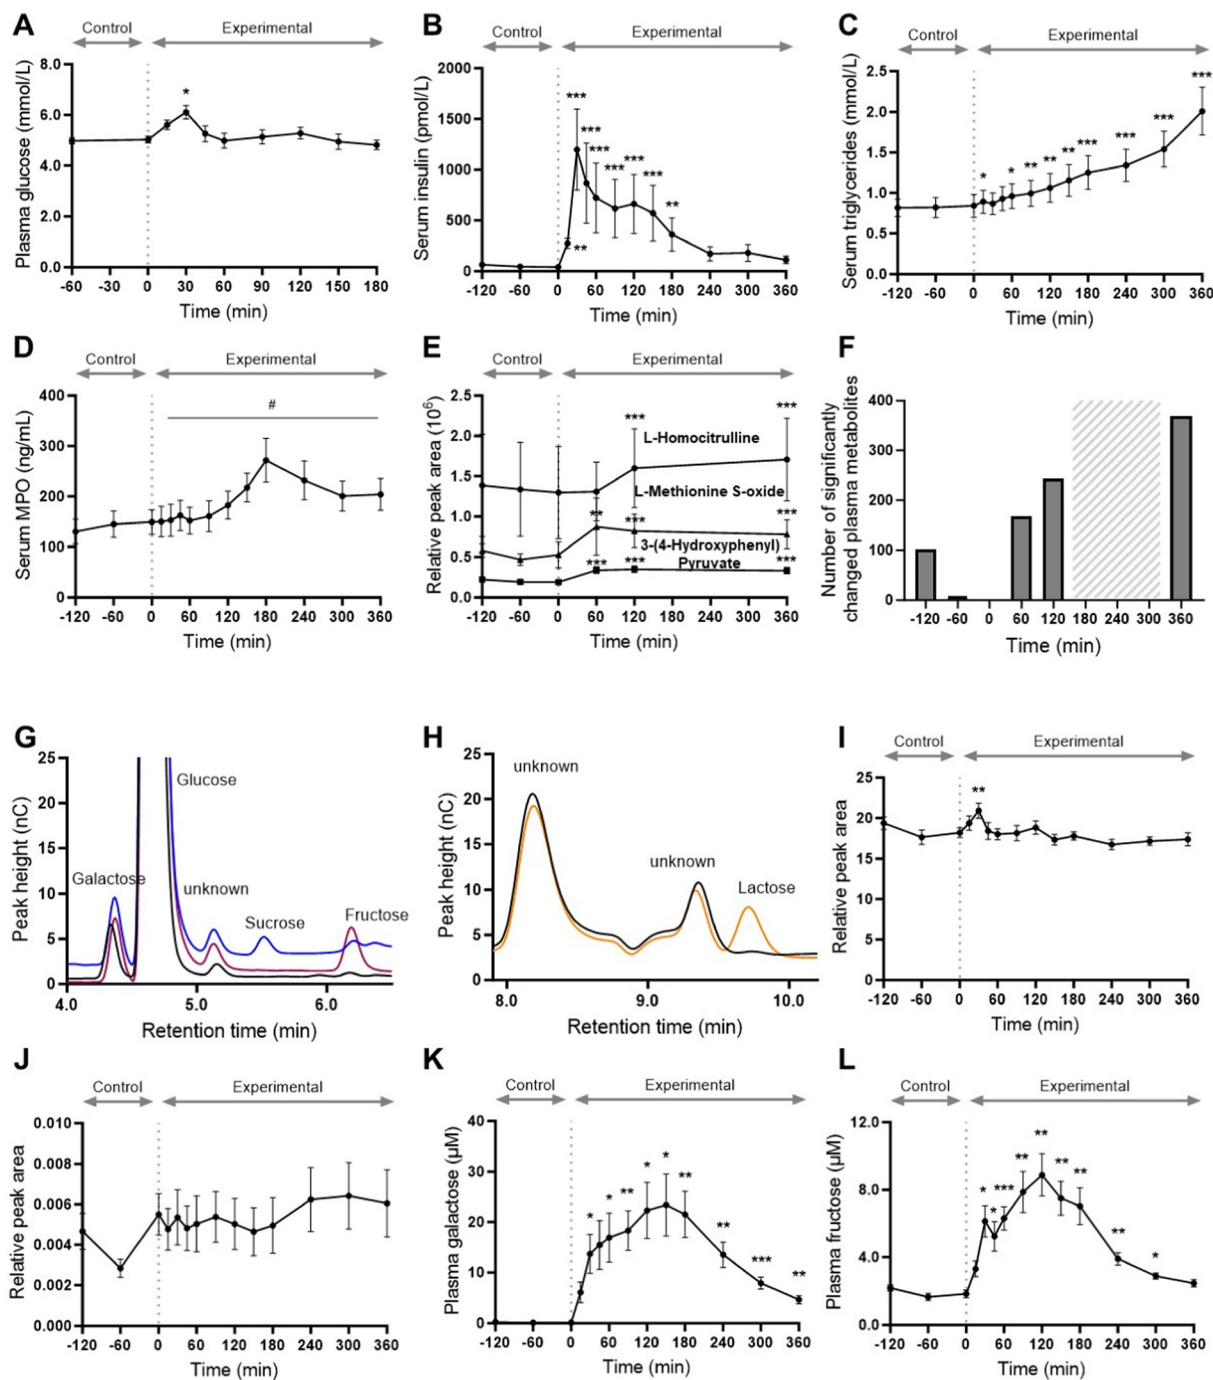 A
Control
Experimental
Plasma glucose (mmol/L)
8.0
6.0
4.0
2.0
0.0
*
-60 -30 0 30 60 90 120 150 180
Time (min)
B
Control
Experimental
Serum insulin (pmol/L)
2000
1500
1000
500
0
***
***
***
***
***
***
**
**
-120 -60 0 60 120 180 240 300 360
Time (min)
C
Control
Experimental
Serum triglycerides (mmol/L)
2.5
2.0
1.5
1.0
0.5
0.0
* * ** ** ** *** *** *** ***
-120 -60 0 60 120 180 240 300 360
Time (min)
D
Control
Experimental
Serum MPO (ng/mL)
400
300
200
100
0
#
-120 -60 0 60 120 180 240 300 360
Time (min)
E
Control
Experimental
Relative peak area (10⁶)
2.5
2.0
1.5
1.0
0.5
0.0
*** ***
L-Homocitrulline
L-Methionine S-oxide
** *** ***
3-(4-Hydroxyphenyl)
Pyruvate
*** *** ***
-120 -60 0 60 120 180 240 300 360
Time (min)
F
Number of significantly
changed plasma metabolites
400
300
200
100
0
-120 -60 0 60 120 180 240 300 360
Time (min)
G
Peak height (nC)
25
20
15
10
5
0
Glucose
Galactose
unknown
Sucrose
Fructose
4.0 5.0 6.0
Retention time (min)
H
Peak height (nC)
25
20
15
10
5
0
unknown
unknown
Lactose
8.0 9.0 10.0
Retention time (min)
I
Control
Experimental
Relative peak area
25
20
15
10
5
0
**
-120 -60 0 60 120 180 240 300 360
Time (min)
J
Control
Experimental
Relative peak area
0.010
0.008
0.006
0.004
0.002
0.000
-120 -60 0 60 120 180 240 300 360
Time (min)
K
Control
Experimental
Plasma galactose (µM)
40
30
20
10
0
* * ** * * ** ** *** **
-120 -60 0 60 120 180 240 300 360
Time (min)
L
Control
Experimental
Plasma fructose (µM)
12.0
8.0
4.0
0.0
* * *** ** ** ** ** ** *
-120 -60 0 60 120 180 240 300 360
Time (min)